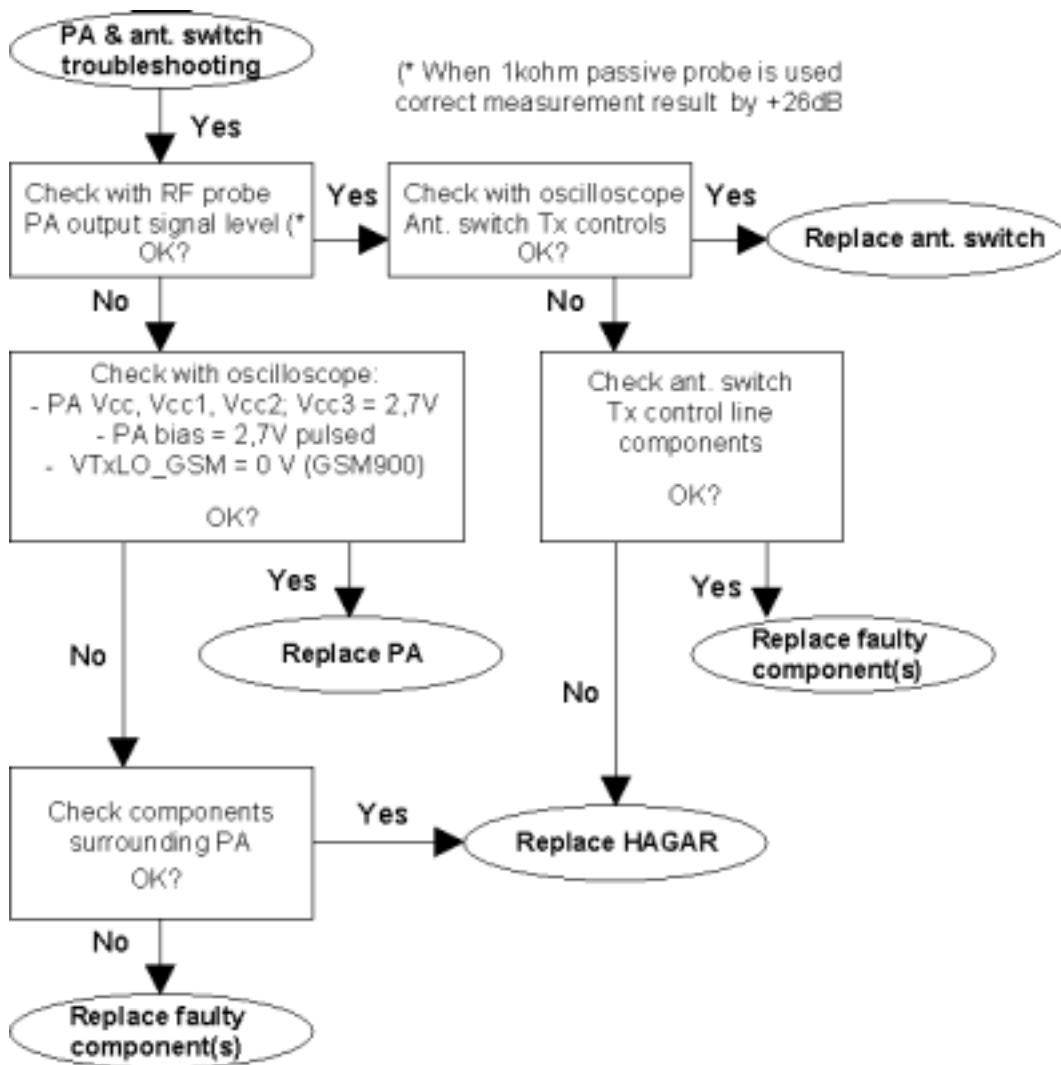 PA & ant. switch
troubleshooting
(* When 1kohm passive probe is used
correct measurement result by +26dB
Yes
Check with RF probe
PA output signal level (*
OK?
Yes
Check with oscilloscope
Ant. switch Tx controls
OK?
Yes
Replace ant. switch
No
No
Check with oscilloscope:
- PA Vcc, Vcc1, Vcc2; Vcc3 = 2,7V
- PA bias = 2,7V pulsed
- VTxLO_GSM = 0 V (GSM900)
OK?
Check ant. switch
Tx control line
components
OK?
Yes
Replace PA
No
Yes
Replace faulty
component(s)
No
Check components
surrounding PA
OK?
Yes
Replace HAGAR
No
Replace faulty
component(s)